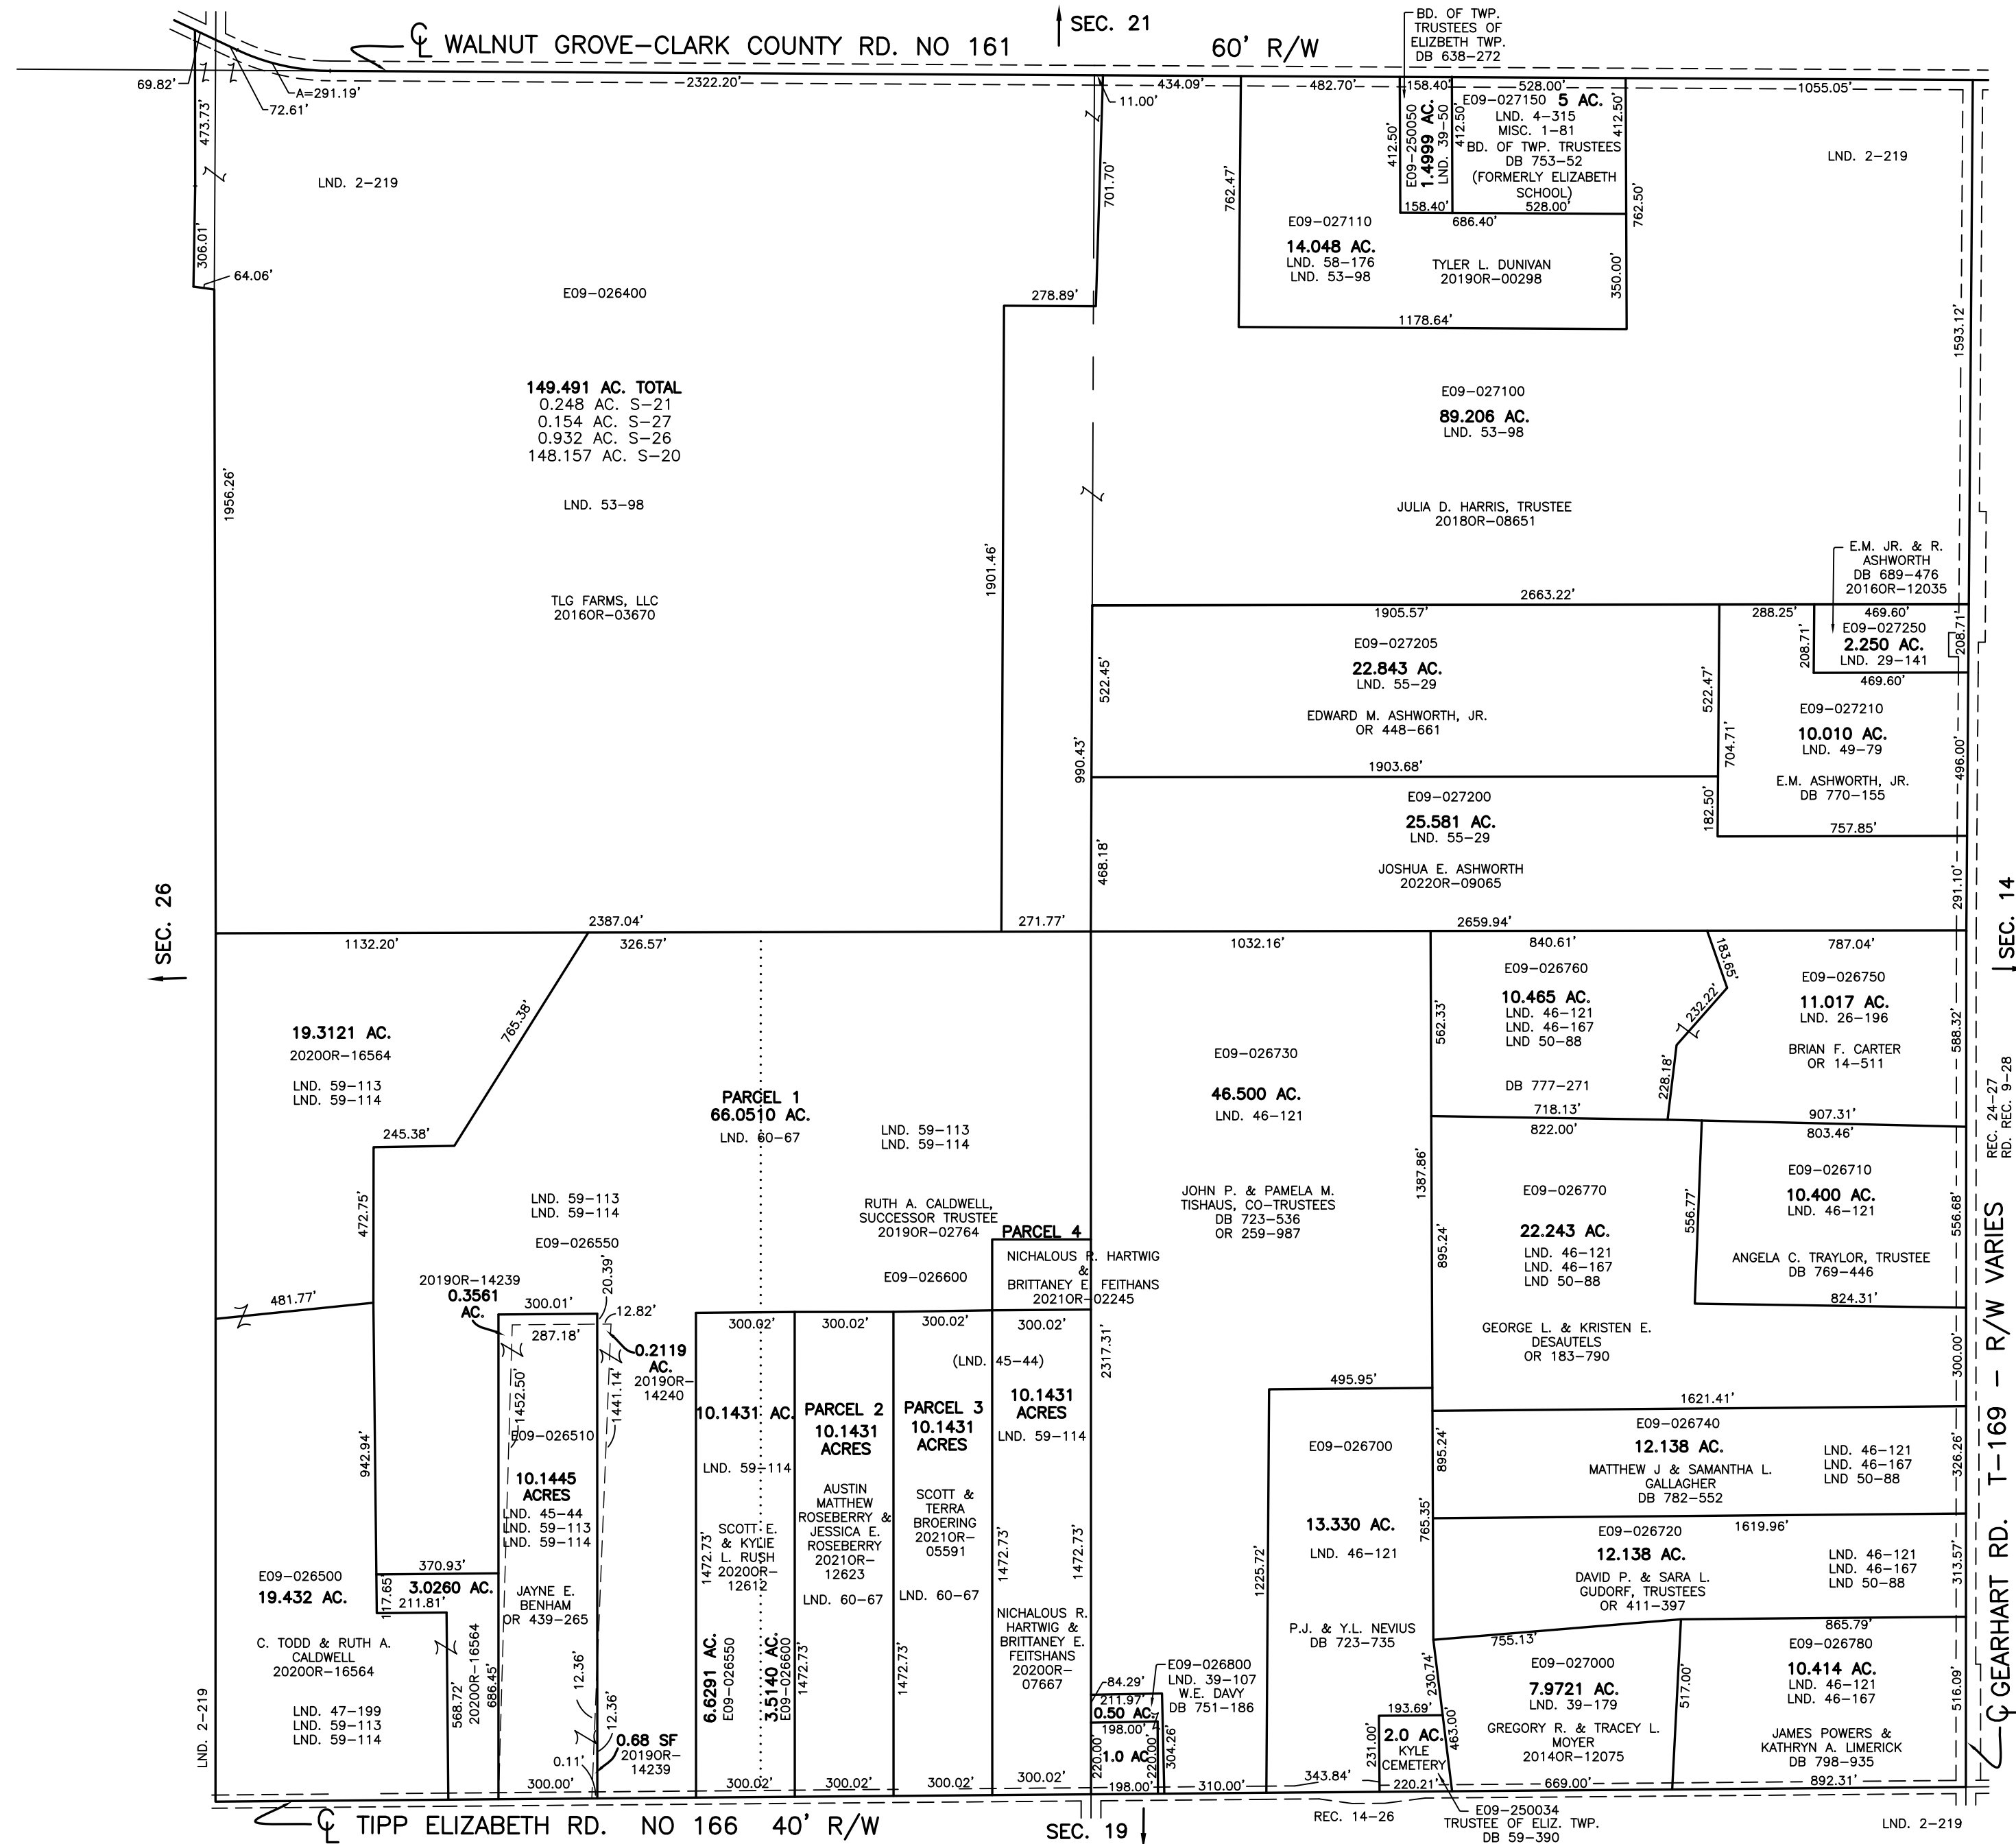 ℄ WALNUT GROVE-CLARK COUNTY RD. NO 161
SEC. 21
60' R/W
BD. OF TWP.
TRUSTEES OF
ELIZBETH TWP.
DB 638-272
69.82'
473.73'
72.61'
A=291.19'
2322.20'
11.00'
434.09'
482.70'
158.40'
528.00'
1055.05'
LND. 2-219
306.01'
64.06'
E09-026400
149.491 AC. TOTAL
0.248 AC. S-21
0.154 AC. S-27
0.932 AC. S-26
148.157 AC. S-20
LND. 53-98
TLG FARMS, LLC
2016OR-03670
1956.26'
701.70'
278.89'
1901.46'
762.47'
412.50'
E09-250050
1.4999 AC.
LND. 39-50
412.50'
E09-027150 5 AC.
LND. 4-315
MISC. 1-81
BD. OF TWP. TRUSTEES
DB 753-52
(FORMERLY ELIZABETH
SCHOOL)
412.50'
158.40'
528.00'
686.40'
762.50'
350.00'
E09-027110
14.048 AC.
LND. 58-176
LND. 53-98
TYLER L. DUNIVAN
2019OR-00298
1178.64'
LND. 2-219
1593.12'
E09-027100
89.206 AC.
LND. 53-98
JULIA D. HARRIS, TRUSTEE
2018OR-08651
E.M. JR. & R.
ASHWORTH
DB 689-476
2016OR-12035
2663.22'
1905.57'
288.25'
469.60'
E09-027205
22.843 AC.
LND. 55-29
EDWARD M. ASHWORTH, JR.
OR 448-661
522.45'
990.43'
522.47'
704.71'
208.71'
E09-027250
2.250 AC.
LND. 29-141
208.71'
469.60'
E09-027210
10.010 AC.
LND. 49-79
E.M. ASHWORTH, JR.
DB 770-155
496.00'
1903.68'
182.50'
757.85'
E09-027200
25.581 AC.
LND. 55-29
JOSHUA E. ASHWORTH
2022OR-09065
468.18'
291.10'
SEC. 26
SEC. 14
2387.04'
271.77'
2659.94'
1132.20'
326.57'
1032.16'
840.61'
787.04'
19.3121 AC.
2020OR-16564
LND. 59-113
LND. 59-114
765.38'
245.38'
472.75'
481.77'
942.94'
PARCEL 1
66.0510 AC.
LND. 60-67
LND. 59-113
LND. 59-114
LND. 59-113
LND. 59-114
E09-026550
RUTH A. CALDWELL,
SUCCESSOR TRUSTEE
2019OR-02764
E09-026600
PARCEL 4
NICHALOUS R. HARTWIG
&
BRITTANEY E. FEITHANS
2021OR-02245
E09-026730
46.500 AC.
LND. 46-121
JOHN P. & PAMELA M.
TISHAUS, CO-TRUSTEES
DB 723-536
OR 259-987
562.33'
1387.86'
895.24'
E09-026760
10.465 AC.
LND. 46-121
LND. 46-167
LND 50-88
DB 777-271
183.65'
232.22'
228.18'
718.13'
E09-026750
11.017 AC.
LND. 26-196
BRIAN F. CARTER
OR 14-511
588.32'
907.31'
822.00'
803.46'
E09-026770
22.243 AC.
LND. 46-121
LND. 46-167
LND 50-88
GEORGE L. & KRISTEN E.
DESAUTELS
OR 183-790
556.77'
E09-026710
10.400 AC.
LND. 46-121
ANGELA C. TRAYLOR, TRUSTEE
DB 769-446
824.31'
556.68'
300.00'
REC. 24-27
RD. REC. 9-28
℄ GEARHART RD. T-169 - R/W VARIES
2019OR-14239
0.3561
AC.
300.01'
287.18'
20.39'
12.82'
0.2119
AC.
2019OR-
14240
1452.50'
1441.14'
E09-026510
10.1445
ACRES
LND. 45-44
LND. 59-113
LND. 59-114
JAYNE E.
BENHAM
OR 439-265
12.36'
12.36'
0.68 SF
2019OR-
14239
0.11'
300.00'
300.02'
10.1431 AC.
LND. 59-114
SCOTT E.
& KYLIE
L. RUSH
2020OR-
12612
1472.73'
6.6291 AC.
E09-026550
3.5140 AC.
E09-026600
300.02'
300.02'
PARCEL 2
10.1431
ACRES
AUSTIN
MATTHEW
ROSEBERRY &
JESSICA E.
ROSEBERRY
2021OR-
12623
LND. 60-67
1472.73'
300.02'
300.02'
(LND. 45-44)
PARCEL 3
10.1431
ACRES
SCOTT &
TERRA
BROERING
2021OR-
05591
LND. 60-67
1472.73'
300.02'
300.02'
10.1431
ACRES
LND. 59-114
1472.73'
1472.73'
NICHALOUS R.
HARTWIG &
BRITTANEY E.
FEITSHANS
2020OR-
07667
300.02'
2317.31'
E09-026500
19.432 AC.
C. TODD & RUTH A.
CALDWELL
2020OR-16564
LND. 47-199
LND. 59-113
LND. 59-114
LND. 2-219
370.93'
3.0260 AC.
117.65'
211.81'
568.72'
2020OR-16564
686.45'
495.95'
E09-026700
13.330 AC.
LND. 46-121
P.J. & Y.L. NEVIUS
DB 723-735
1225.72'
895.24'
765.35'
1621.41'
E09-026740
12.138 AC.
MATTHEW J & SAMANTHA L.
GALLAGHER
DB 782-552
LND. 46-121
LND. 46-167
LND 50-88
326.26'
1619.96'
E09-026720
12.138 AC.
DAVID P. & SARA L.
GUDORF, TRUSTEES
OR 411-397
LND. 46-121
LND. 46-167
LND 50-88
313.57'
755.13'
865.79'
230.74'
463.00'
E09-027000
7.9721 AC.
LND. 39-179
GREGORY R. & TRACEY L.
MOYER
2014OR-12075
517.00'
E09-026780
10.414 AC.
LND. 46-121
LND. 46-167
JAMES POWERS &
KATHRYN A. LIMERICK
DB 798-935
516.09'
84.29'
211.97'
0.50 AC.
198.00'
E09-026800
LND. 39-107
W.E. DAVY
DB 751-186
220.00'
1.0 AC.
220.00'
304.26'
198.00'
310.00'
343.84'
193.69'
231.00'
2.0 AC.
KYLE
CEMETERY
220.21'
669.00'
892.31'
℄ TIPP ELIZABETH RD. NO 166 40' R/W
SEC. 19
REC. 14-26
E09-250034
TRUSTEE OF ELIZ. TWP.
DB 59-390
LND. 2-219